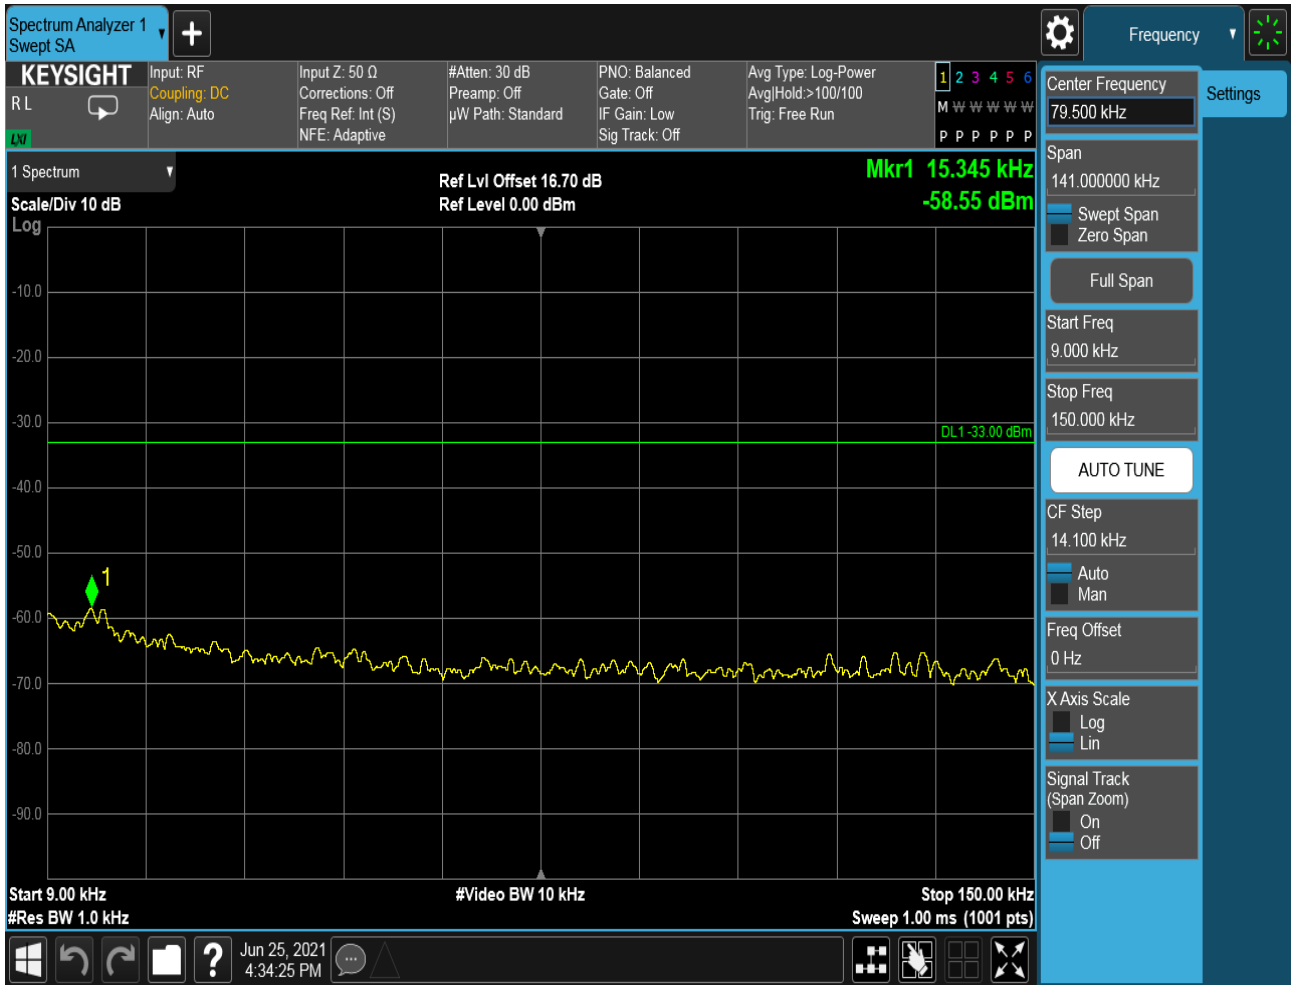 Spectrum Analyzer 1
Swept SA
Frequency
KEYSIGHT
R L
LXI
Input: RF
Coupling: DC
Align: Auto
Input Z: 50 Ω
Corrections: Off
Freq Ref: Int (S)
NFE: Adaptive
#Atten: 30 dB
Preamp: Off
µW Path: Standard
PNO: Balanced
Gate: Off
IF Gain: Low
Sig Track: Off
Avg Type: Log-Power
Avg|Hold:>100/100
Trig: Free Run
1 2 3 4 5 6
M W W W W W
P P P P P P
1 Spectrum
Scale/Div 10 dB
Log
Ref Lvl Offset 16.70 dB
Ref Level 0.00 dBm
Mkr1 15.345 kHz
-58.55 dBm
-10.0
-20.0
-30.0
DL1 -33.00 dBm
-40.0
-50.0
1
-60.0
-70.0
-80.0
-90.0
Start 9.00 kHz
#Video BW 10 kHz
Stop 150.00 kHz
#Res BW 1.0 kHz
Sweep 1.00 ms (1001 pts)
?
Jun 25, 2021
4:34:25 PM
Center Frequency
79.500 kHz
Settings
Span
141.000000 kHz
Swept Span
Zero Span
Full Span
Start Freq
9.000 kHz
Stop Freq
150.000 kHz
AUTO TUNE
CF Step
14.100 kHz
Auto
Man
Freq Offset
0 Hz
X Axis Scale
Log
Lin
Signal Track
(Span Zoom)
On
Off